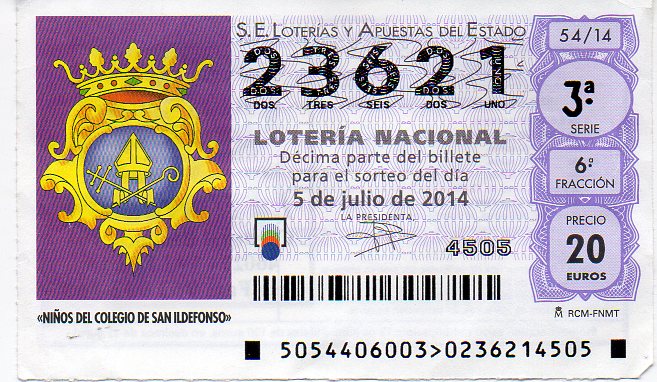 S.E. LOTERÍAS Y APUESTAS DEL ESTADO
54/14
23621
DOS TRES SEIS DOS UNO
3ª
SERIE
LOTERÍA NACIONAL
Décima parte del billete
para el sorteo del día
5 de julio de 2014
LA PRESIDENTA,
6ª
FRACCIÓN
4505
PRECIO
20
EUROS
«NIÑOS DEL COLEGIO DE SAN ILDEFONSO»
M RCM-FNMT
5054406003>0236214505